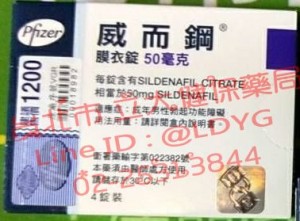 Pfizer
威而鋼
膜衣錠 50毫克
1200
每錠含有SILDENAFIL CITRATE
相當於50mg SILDENAFIL
適應症：成年男性勃起功能障礙
用法用量：請詳閱盒內說明書。
Line ID：@LDYG
衛署藥輸字第022382號
本藥須由醫師處方使用
請儲存於30℃以下
4錠裝